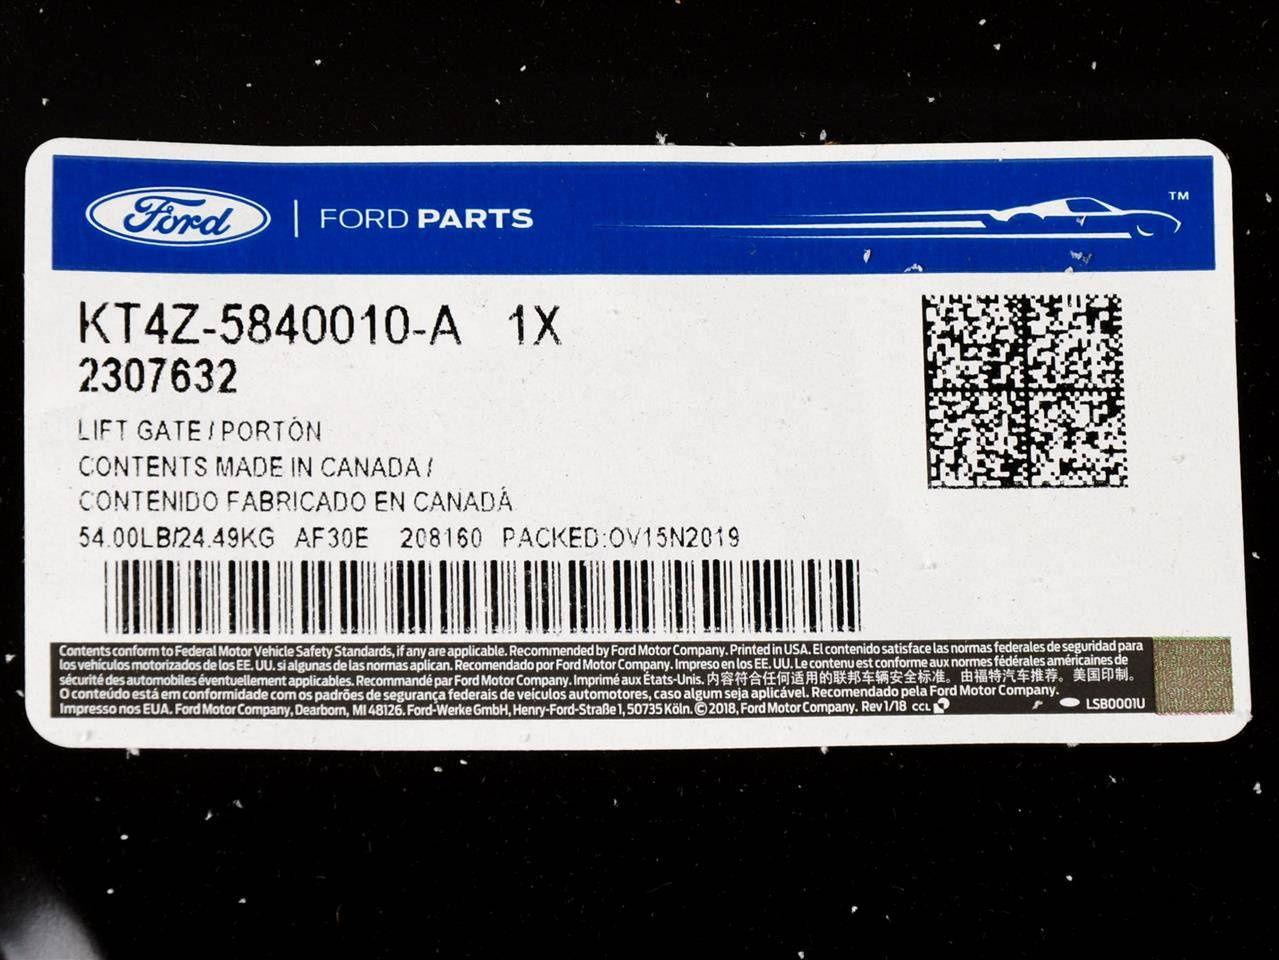 Ford | FORD PARTS ™
KT4Z-5840010-A 1X
2307632
LIFT GATE / PORTÓN
CONTENTS MADE IN CANADA /
CONTENIDO FABRICADO EN CANADÁ
54.00LB/24.49KG AF30E 208160 PACKED:OV15N2019
Contents conform to Federal Motor Vehicle Safety Standards, if any are applicable. Recommended by Ford Motor Company. Printed in USA. El contenido satisface las normas federales de seguridad para
los vehículos motorizados de los EE. UU. si algunas de las normas aplican. Recomendado por Ford Motor Company. Impreso en los EE. UU. Le contenu est conforme aux normes fédérales américaines de
sécurité des automobiles éventuellement applicables. Recommandé par Ford Motor Company. Imprimé aux États-Unis. 内容符合任何适用的联邦车辆安全标准。由福特汽车推荐。美国印制。
O conteúdo está em conformidade com os padrões de segurança federais de veículos automotores, caso algum seja aplicável. Recomendado pela Ford Motor Company.
Impresso nos EUA. Ford Motor Company, Dearborn, MI 48126. Ford-Werke GmbH, Henry-Ford-Straße 1, 50735 Köln. © 2018, Ford Motor Company. Rev 1/18 CCL LSB0001U